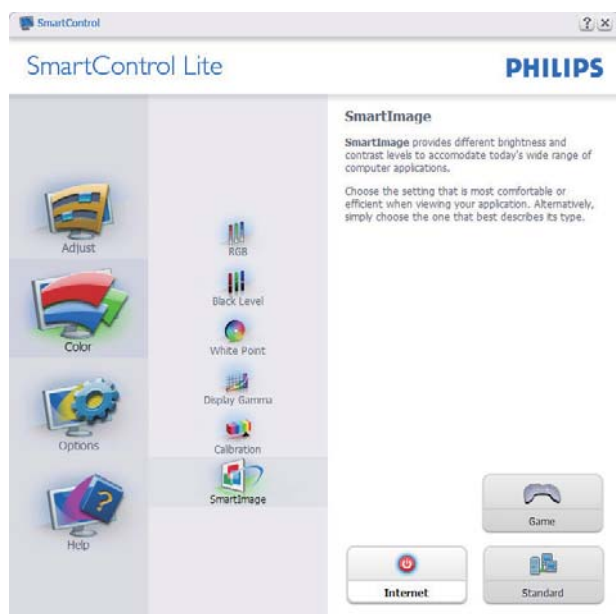 SmartControl
SmartControl Lite
PHILIPS
Adjust
Color
Options
Help
RGB
Black Level
White Point
Display Gamma
Calibration
SmartImage
SmartImage
SmartImage provides different brightness and
contrast levels to accomodate today's wide range of
computer applications.
Choose the setting that is most comfortable or
efficient when viewing your application. Alternatively,
simply choose the one that best describes its type.
Game
Internet
Standard